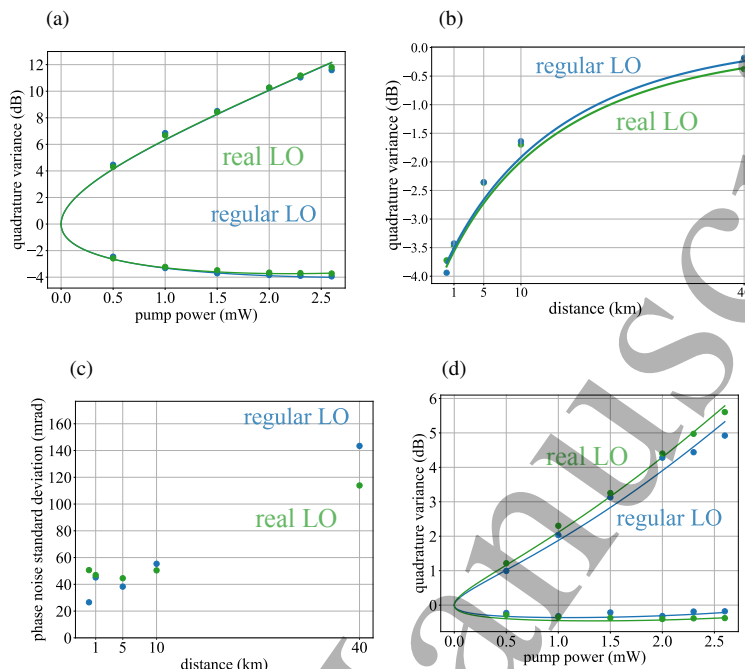 (a)
12
10
8
6
4
2
0
−2
−4
quadrature variance (dB)
real LO
regular LO
0.0 0.5 1.0 1.5 2.0 2.5
pump power (mW)
(b)
0.0
−0.5
−1.0
−1.5
−2.0
−2.5
−3.0
−3.5
−4.0
quadrature variance (dB)
regular LO
real LO
1 5 10
distance (km)
(c)
160
140
120
100
80
60
40
20
0
phase noise standard deviation (mrad)
regular LO
real LO
1 5 10 40
distance (km)
(d)
6
5
4
3
2
1
0
quadrature variance (dB)
real LO
regular LO
0.0 0.5 1.0 1.5 2.0 2.5
pump power (mW)